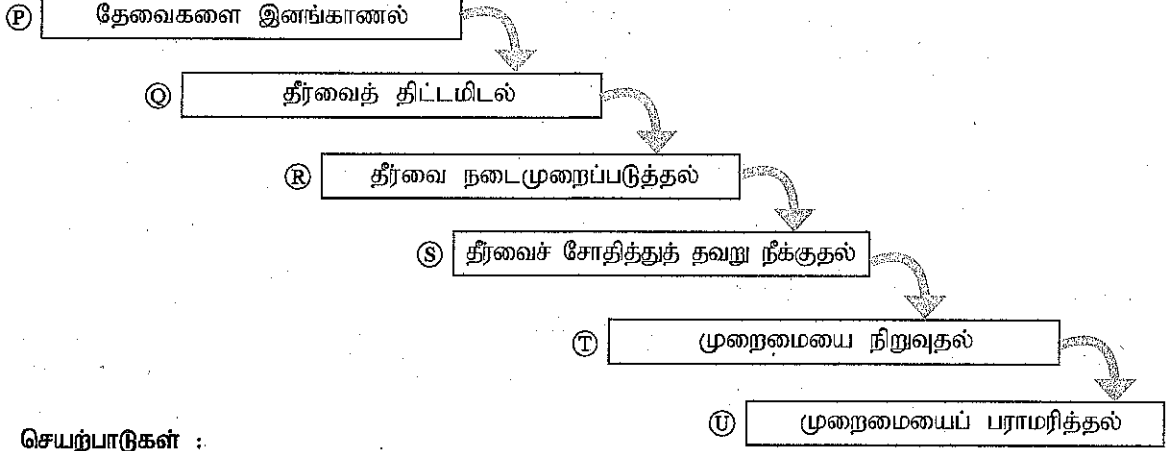 Ⓟ தேவைகளை இனங்காணல்
Ⓠ தீர்வைத் திட்டமிடல்
Ⓡ தீர்வை நடைமுறைப்படுத்தல்
Ⓢ தீர்வைச் சோதித்துத் தவறு நீக்குதல்
Ⓣ முறைமையை நிறுவுதல்
Ⓤ முறைமையைப் பராமரித்தல்
செயற்பாடுகள் :